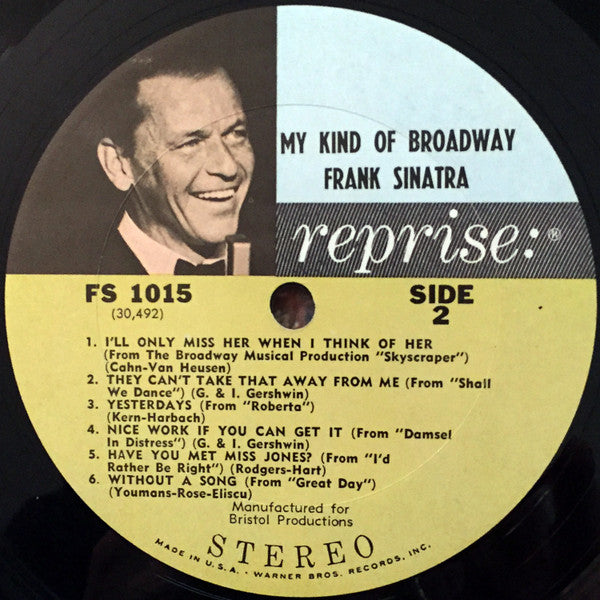 MY KIND OF BROADWAY
FRANK SINATRA
reprise:®
FS 1015
(30,492)
SIDE
2
1. I'LL ONLY MISS HER WHEN I THINK OF HER
(From The Broadway Musical Production "Skyscraper")
(Cahn-Van Heusen)
2. THEY CAN'T TAKE THAT AWAY FROM ME (From "Shall
We Dance") (G. & I. Gershwin)
3. YESTERDAYS (From "Roberta")
(Kern-Harbach)
4. NICE WORK IF YOU CAN GET IT (From "Damsel
In Distress") (G. & I. Gershwin)
5. HAVE YOU MET MISS JONES? (From "I'd
Rather Be Right") (Rodgers-Hart)
6. WITHOUT A SONG (From "Great Day")
(Youmans-Rose-Eliscu)
Manufactured for
Bristol Productions
STEREO
MADE IN U.S.A. - WARNER BROS. RECORDS, INC.